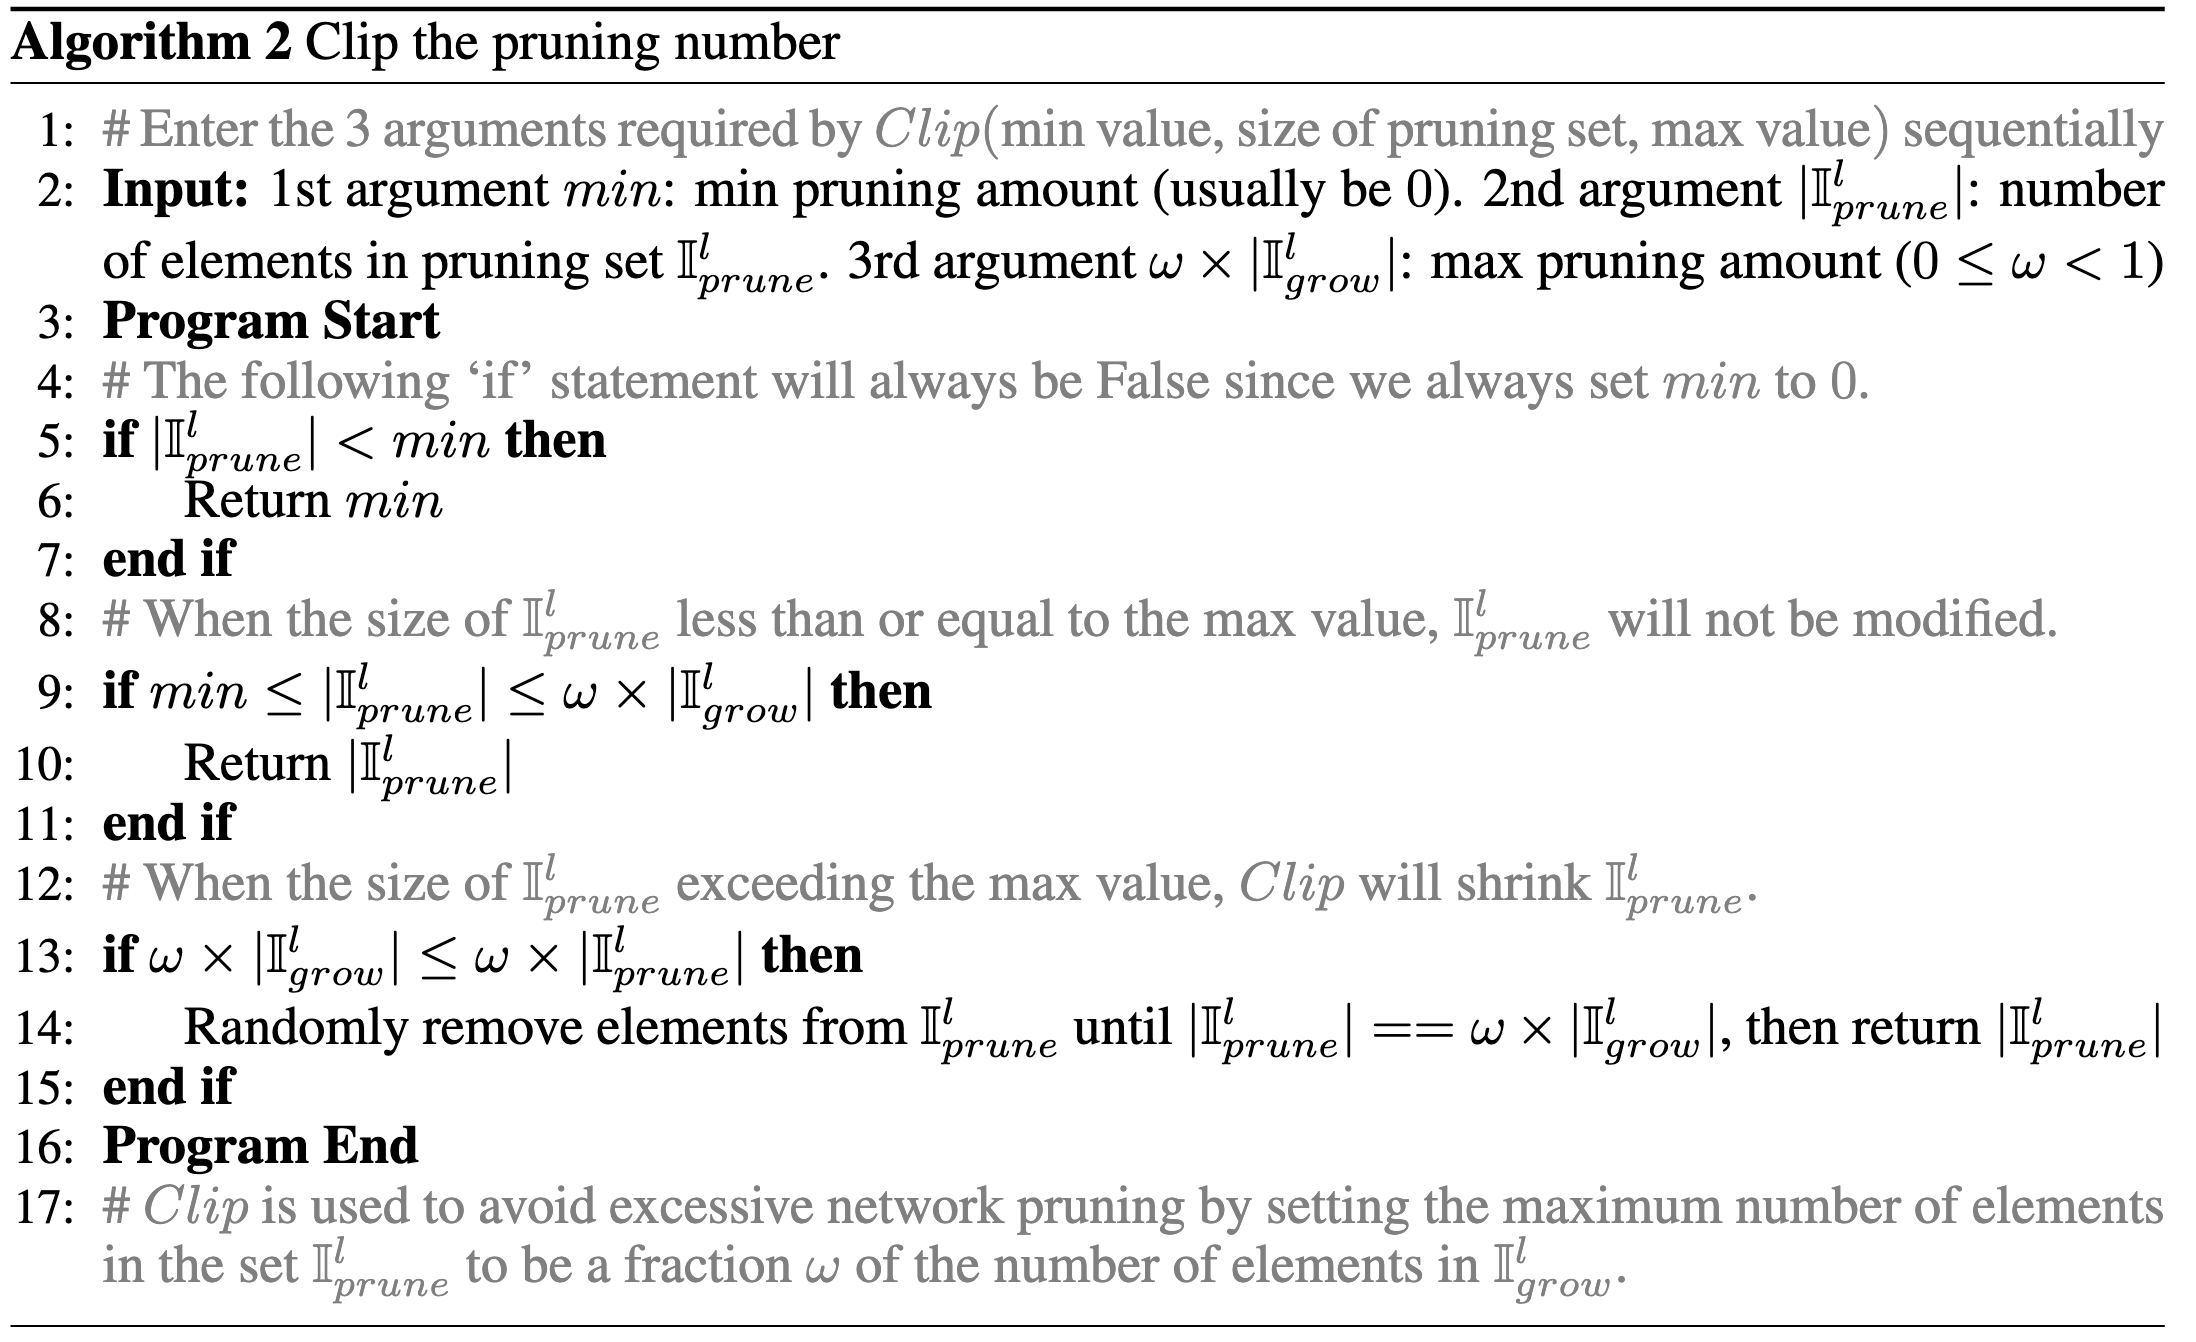 Algorithm 2 Clip the pruning number
1: # Enter the 3 arguments required by $Clip($min value, size of pruning set, max value$)$ sequentially
2: Input: 1st argument $min$: min pruning amount (usually be 0). 2nd argument $|\mathbb{I}^l_{prune}|$: number
of elements in pruning set $\mathbb{I}^l_{prune}$. 3rd argument $\omega \times |\mathbb{I}^l_{grow}|$: max pruning amount $(0 \leq \omega < 1)$
3: Program Start
4: # The following ‘if’ statement will always be False since we always set $min$ to 0.
5: if $|\mathbb{I}^l_{prune}| < min$ then
6: Return $min$
7: end if
8: # When the size of $\mathbb{I}^l_{prune}$ less than or equal to the max value, $\mathbb{I}^l_{prune}$ will not be modified.
9: if $min \leq |\mathbb{I}^l_{prune}| \leq \omega \times |\mathbb{I}^l_{grow}|$ then
10: Return $|\mathbb{I}^l_{prune}|$
11: end if
12: # When the size of $\mathbb{I}^l_{prune}$ exceeding the max value, $Clip$ will shrink $\mathbb{I}^l_{prune}$.
13: if $\omega \times |\mathbb{I}^l_{grow}| \leq \omega \times |\mathbb{I}^l_{prune}|$ then
14: Randomly remove elements from $\mathbb{I}^l_{prune}$ until $|\mathbb{I}^l_{prune}| == \omega \times |\mathbb{I}^l_{grow}|$, then return $|\mathbb{I}^l_{prune}|$
15: end if
16: Program End
17: # $Clip$ is used to avoid excessive network pruning by setting the maximum number of elements
in the set $\mathbb{I}^l_{prune}$ to be a fraction $\omega$ of the number of elements in $\mathbb{I}^l_{grow}$.